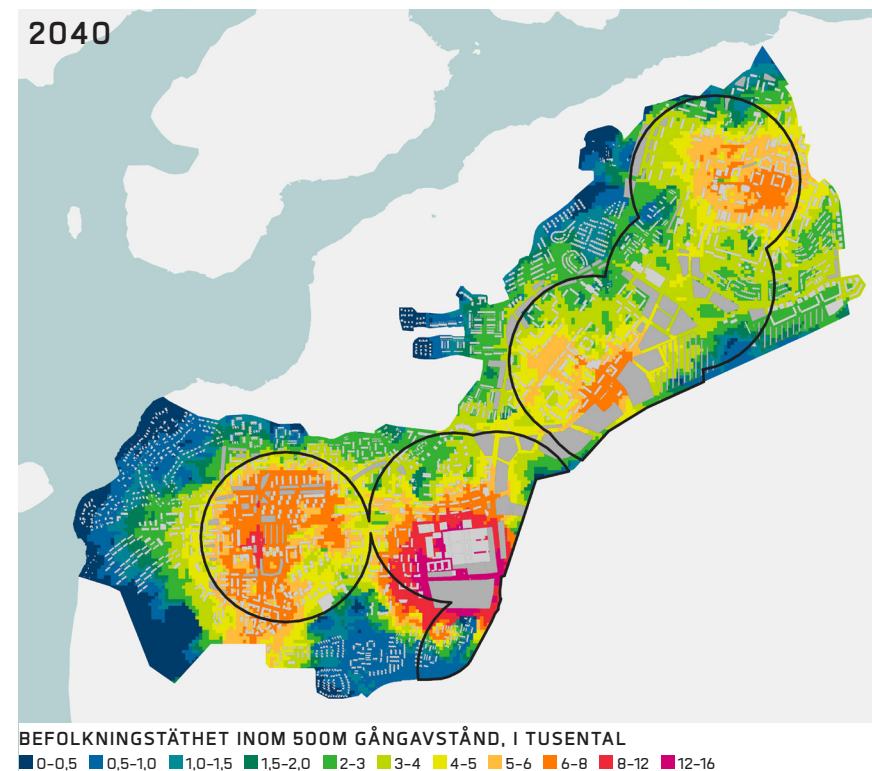 2040
BEFOLKNINGSTÄTHET INOM 500M GÅNGAVSTÅND, I TUSENTAL
0-0,5 0,5-1,0 1,0-1,5 1,5-2,0 2-3 3-4 4-5 5-6 6-8 8-12 12-16